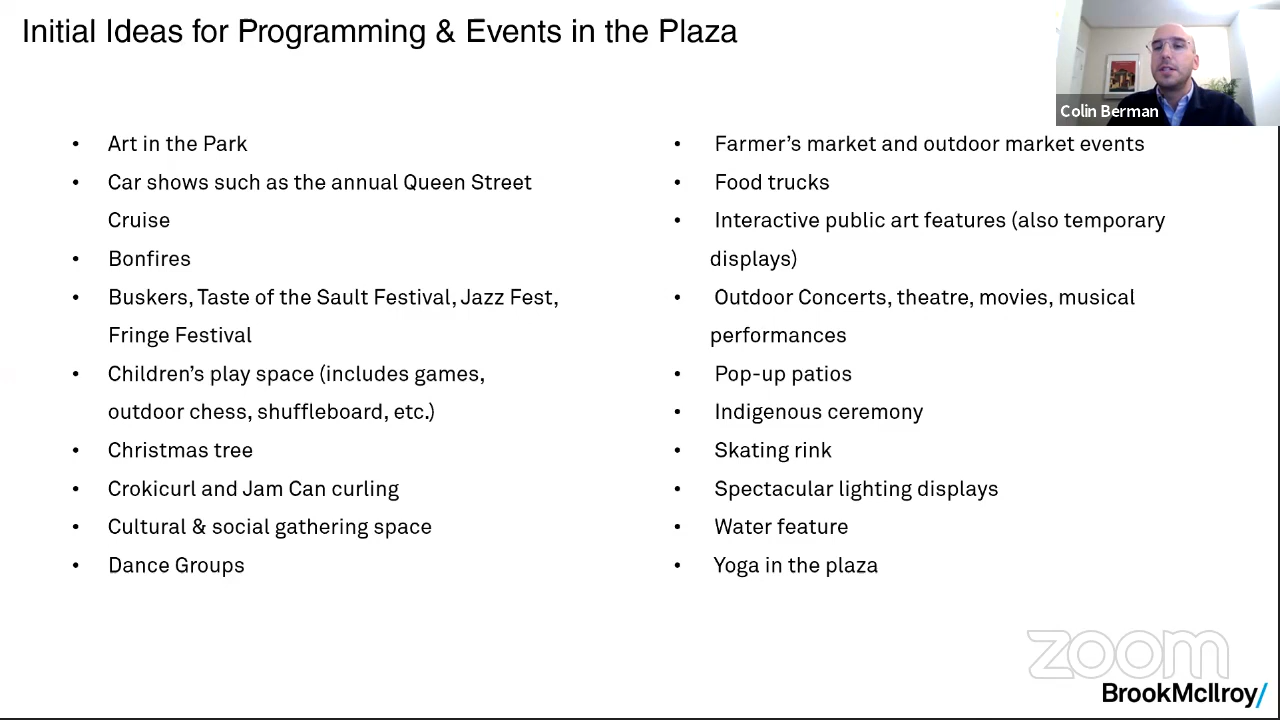 Initial Ideas for Programming & Events in the Plaza
Colin Berman
• Art in the Park
• Car shows such as the annual Queen Street
Cruise
• Bonfires
• Buskers, Taste of the Sault Festival, Jazz Fest,
Fringe Festival
• Children’s play space (includes games,
outdoor chess, shuffleboard, etc.)
• Christmas tree
• Crokicurl and Jam Can curling
• Cultural & social gathering space
• Dance Groups
• Farmer’s market and outdoor market events
• Food trucks
• Interactive public art features (also temporary
displays)
• Outdoor Concerts, theatre, movies, musical
performances
• Pop-up patios
• Indigenous ceremony
• Skating rink
• Spectacular lighting displays
• Water feature
• Yoga in the plaza
zoom
BrookMcIlroy/